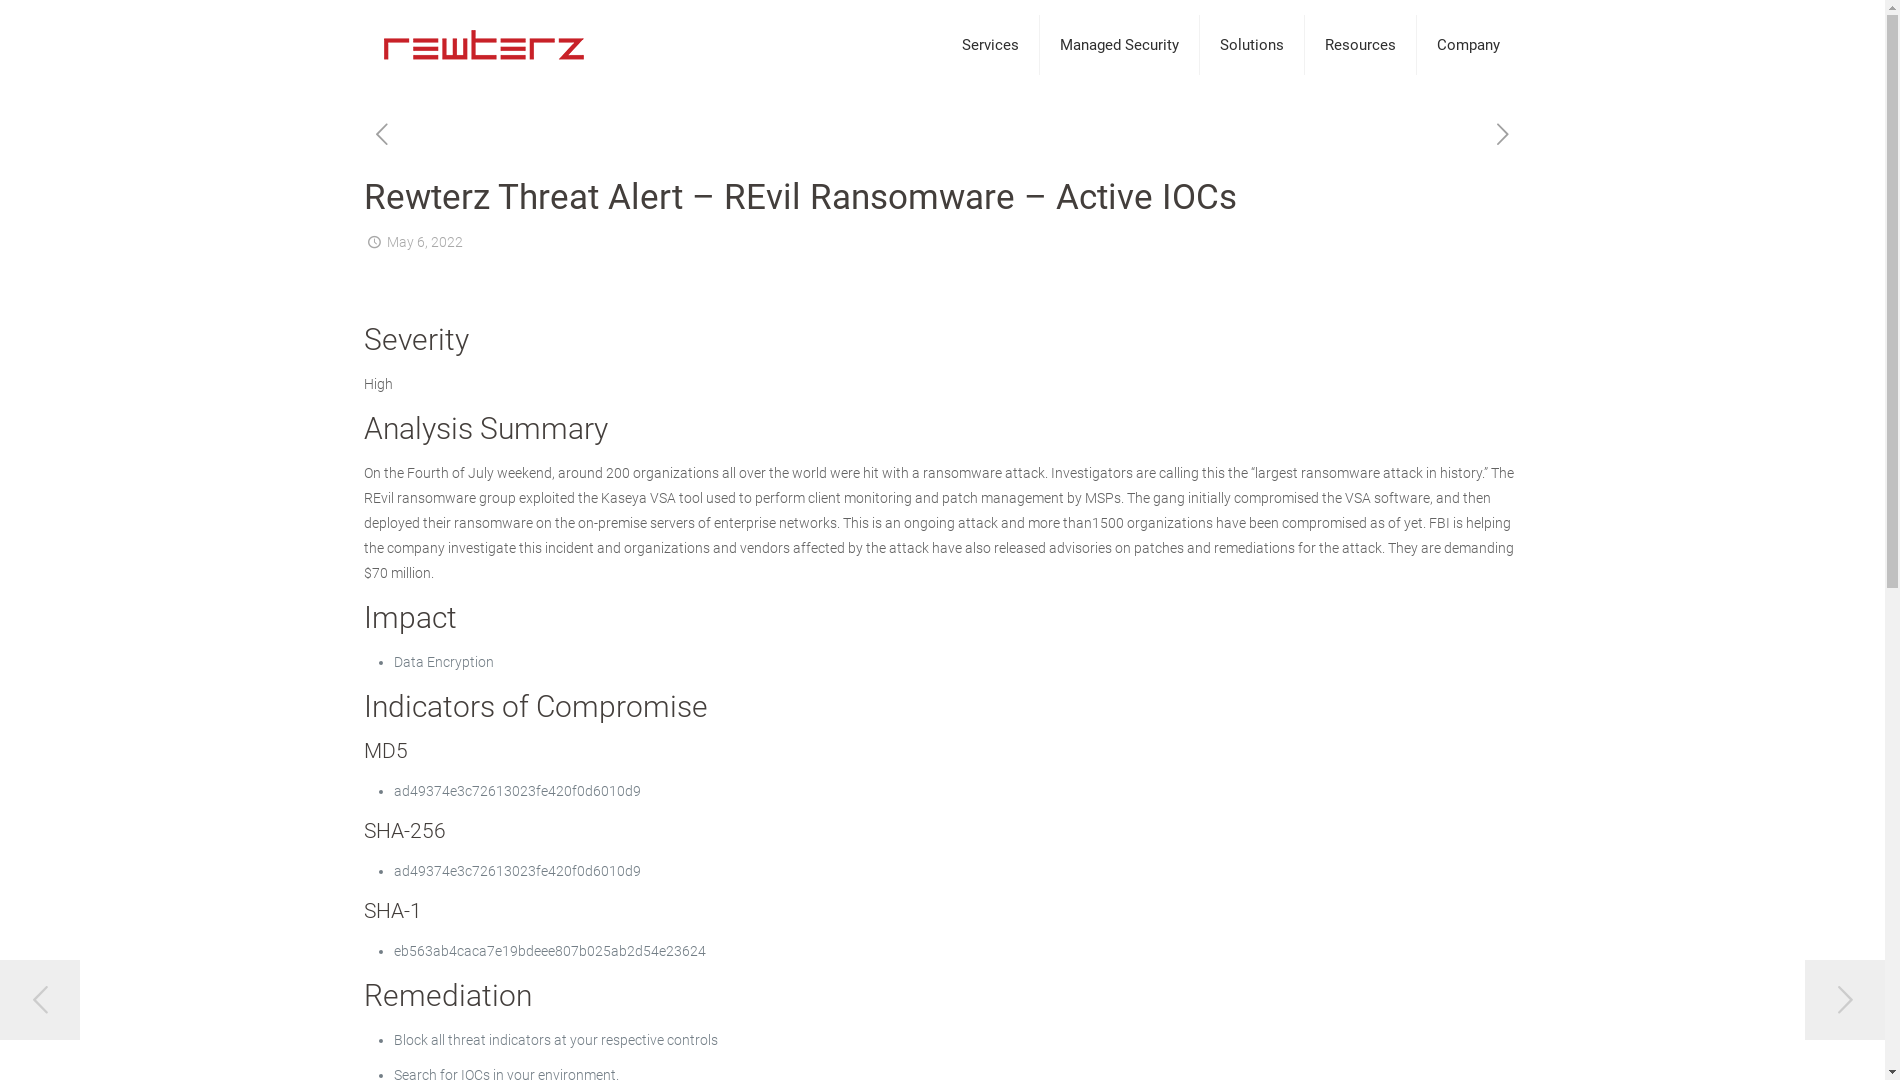 rewterz
Services
Managed Security
Solutions
Resources
Company
Rewterz Threat Alert – REvil Ransomware – Active IOCs
May 6, 2022
Severity
High
Analysis Summary
On the Fourth of July weekend, around 200 organizations all over the world were hit with a ransomware attack. Investigators are calling this the “largest ransomware attack in history.” The
REvil ransomware group exploited the Kaseya VSA tool used to perform client monitoring and patch management by MSPs. The gang initially compromised the VSA software, and then
deployed their ransomware on the on-premise servers of enterprise networks. This is an ongoing attack and more than1500 organizations have been compromised as of yet. FBI is helping
the company investigate this incident and organizations and vendors affected by the attack have also released advisories on patches and remediations for the attack. They are demanding
$70 million.
Impact
• Data Encryption
Indicators of Compromise
MD5
• ad49374e3c72613023fe420f0d6010d9
SHA-256
• ad49374e3c72613023fe420f0d6010d9
SHA-1
• eb563ab4caca7e19bdeee807b025ab2d54e23624
Remediation
• Block all threat indicators at your respective controls
• Search for IOCs in your environment.